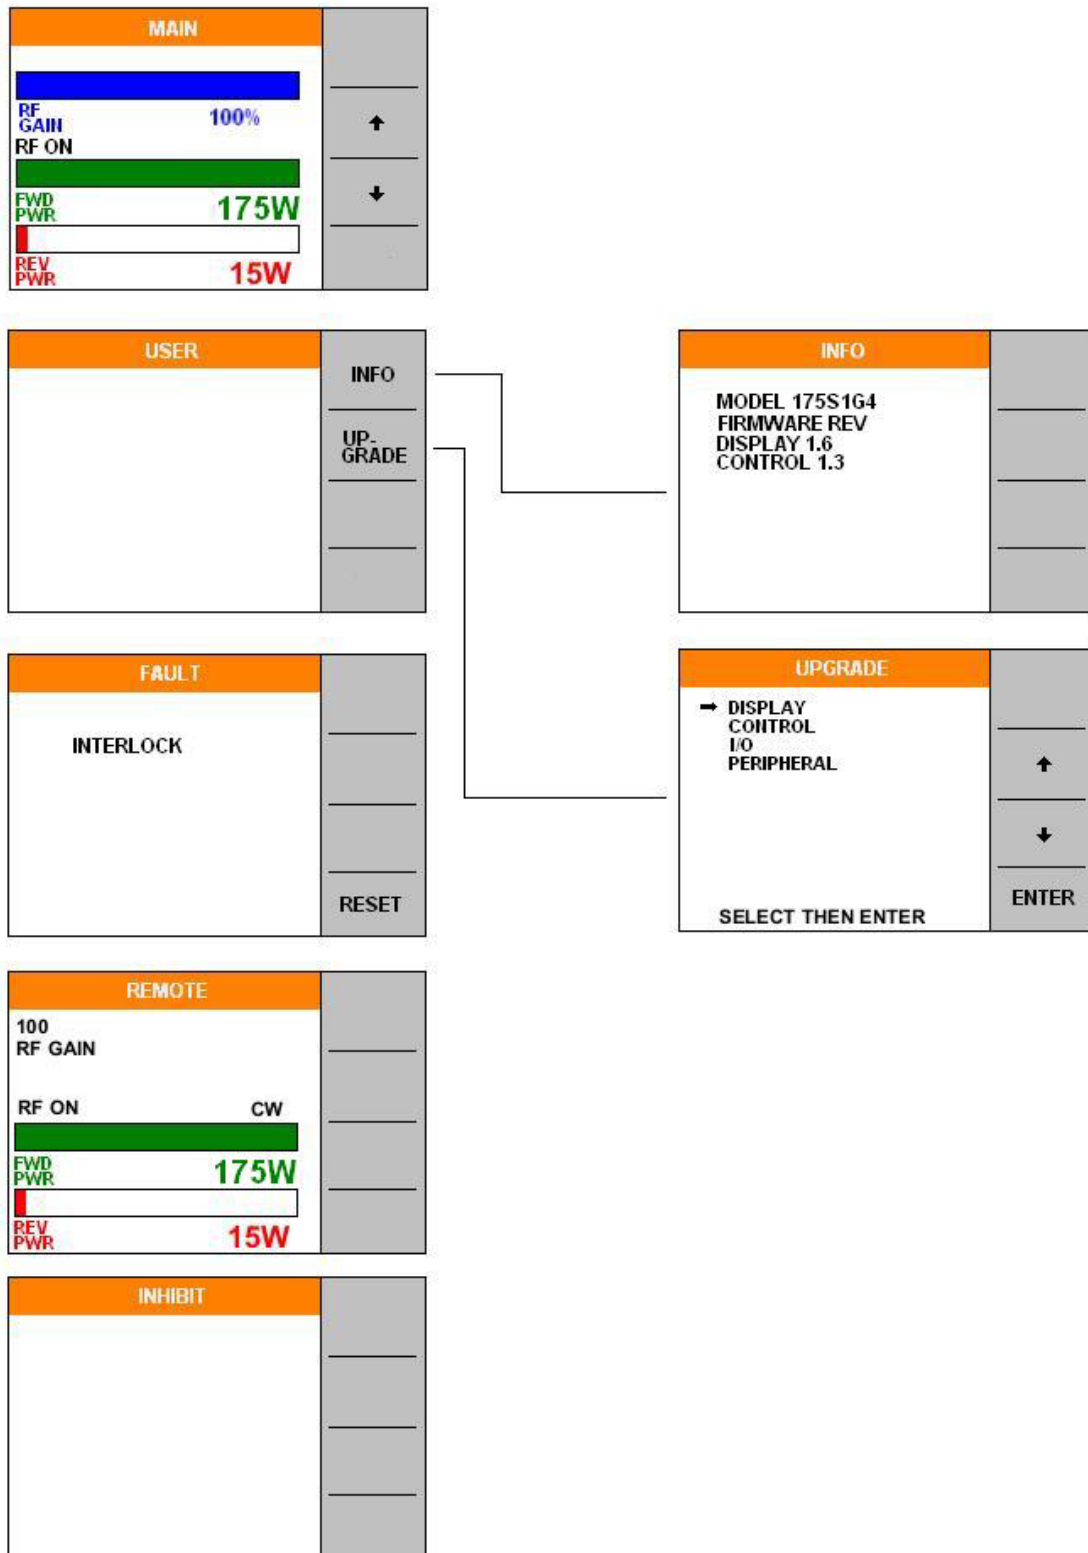 MAIN
RF
GAIN
100%
RF ON
FWD
PWR
175W
REV
PWR
15W
USER
INFO
UP-
GRADE
INFO
MODEL 175S1G4
FIRMWARE REV
DISPLAY 1.6
CONTROL 1.3
FAULT
INTERLOCK
RESET
UPGRADE
DISPLAY
CONTROL
I/O
PERIPHERAL
SELECT THEN ENTER
ENTER
REMOTE
100
RF GAIN
RF ON CW
FWD
PWR
175W
REV
PWR
15W
INHIBIT